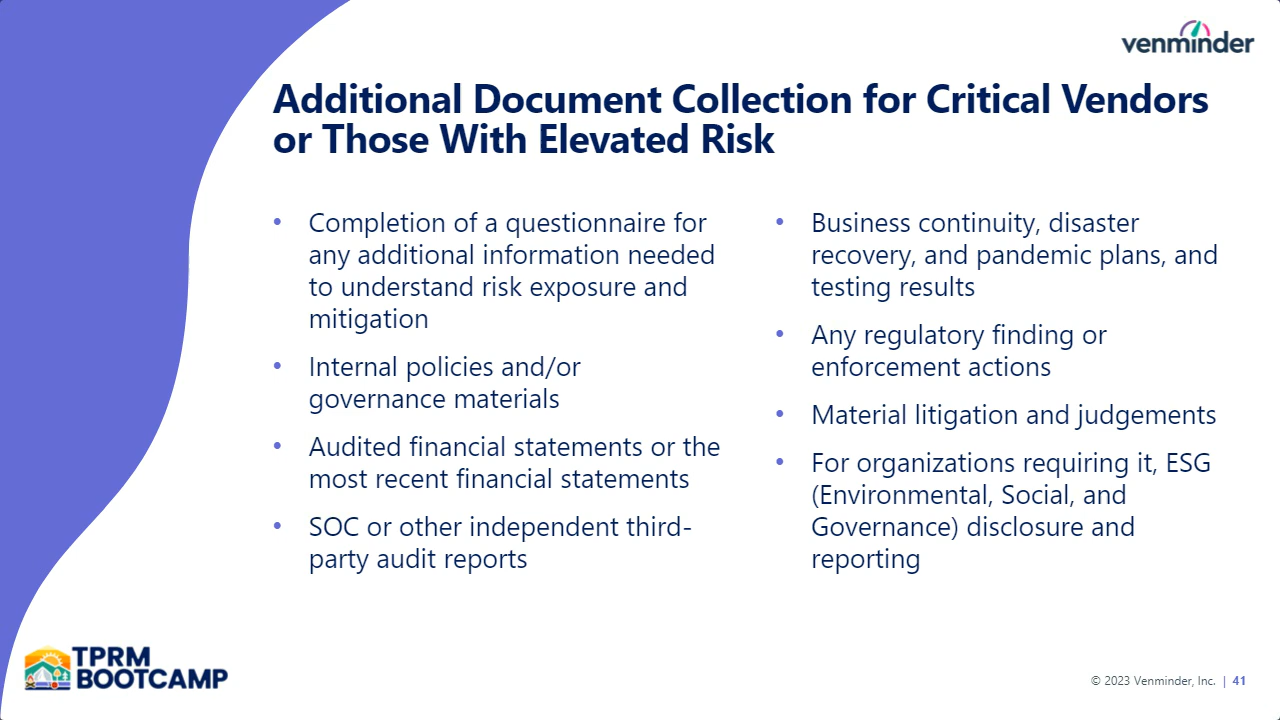 venminder
Additional Document Collection for Critical Vendors
or Those With Elevated Risk
• Completion of a questionnaire for
any additional information needed
to understand risk exposure and
mitigation
• Internal policies and/or
governance materials
• Audited financial statements or the
most recent financial statements
• SOC or other independent third-
party audit reports
• Business continuity, disaster
recovery, and pandemic plans, and
testing results
• Any regulatory finding or
enforcement actions
• Material litigation and judgements
• For organizations requiring it, ESG
(Environmental, Social, and
Governance) disclosure and
reporting
TPRM
BOOTCAMP
© 2023 Venminder, Inc. | 41